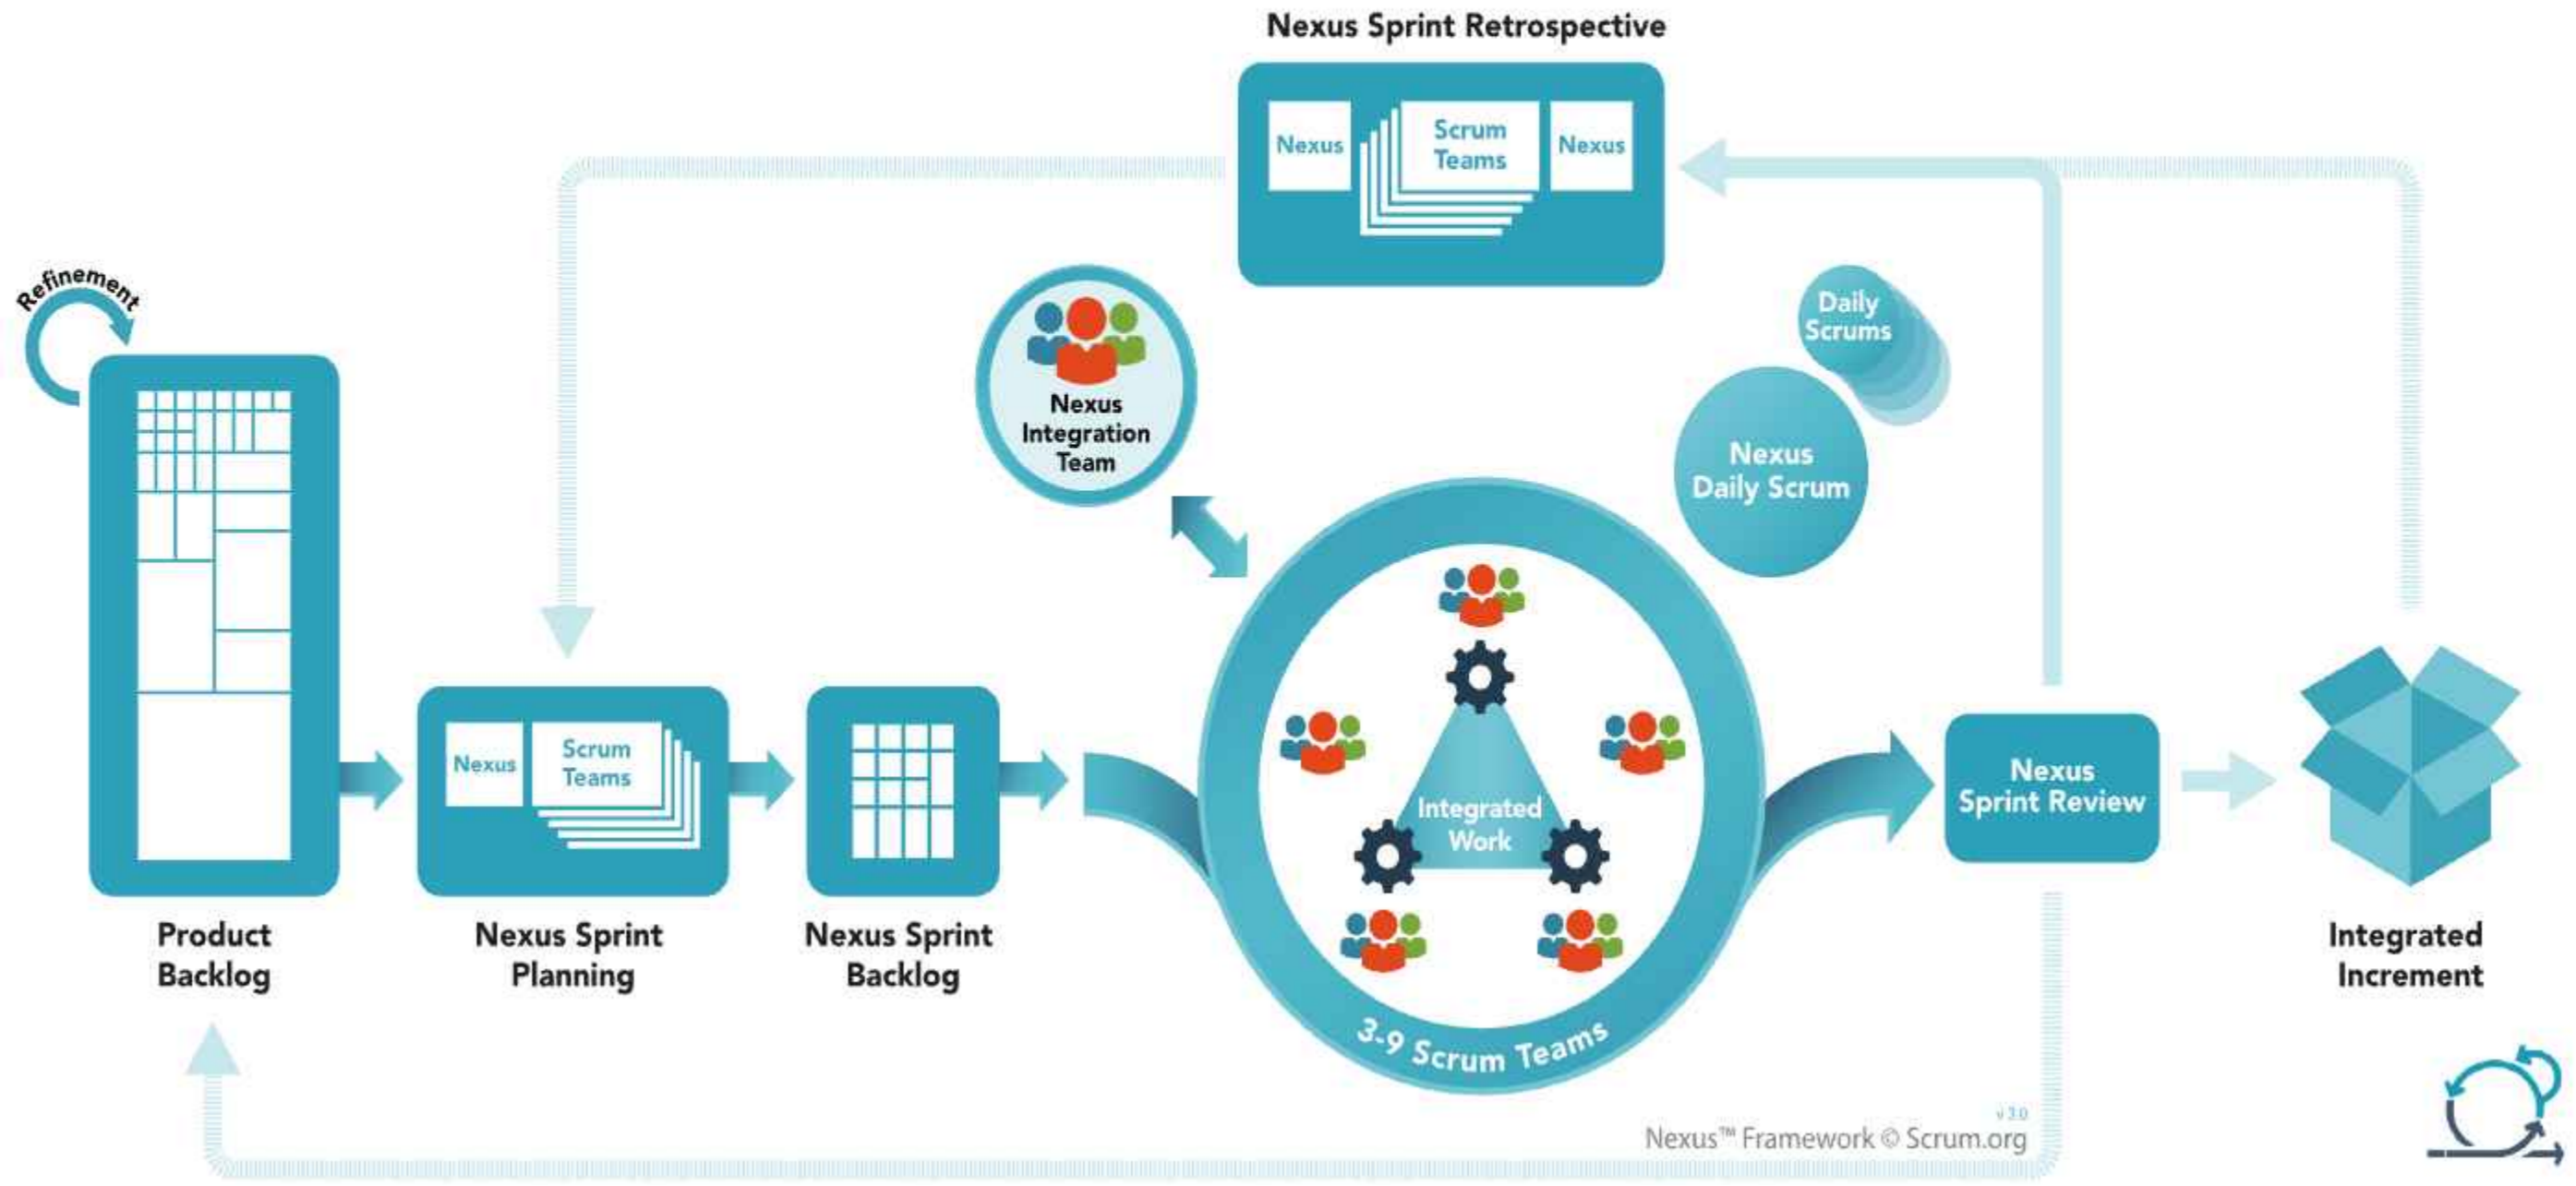 Nexus Sprint Retrospective
Nexus
Scrum
Teams
Nexus
Refinement
Daily
Scrums
Nexus
Integration
Team
Nexus
Daily Scrum
Nexus
Scrum
Teams
Integrated
Work
Nexus
Sprint Review
Product
Backlog
Nexus Sprint
Planning
Nexus Sprint
Backlog
Integrated
Increment
3-9 Scrum Teams
v 3.0
Nexus™ Framework © Scrum.org